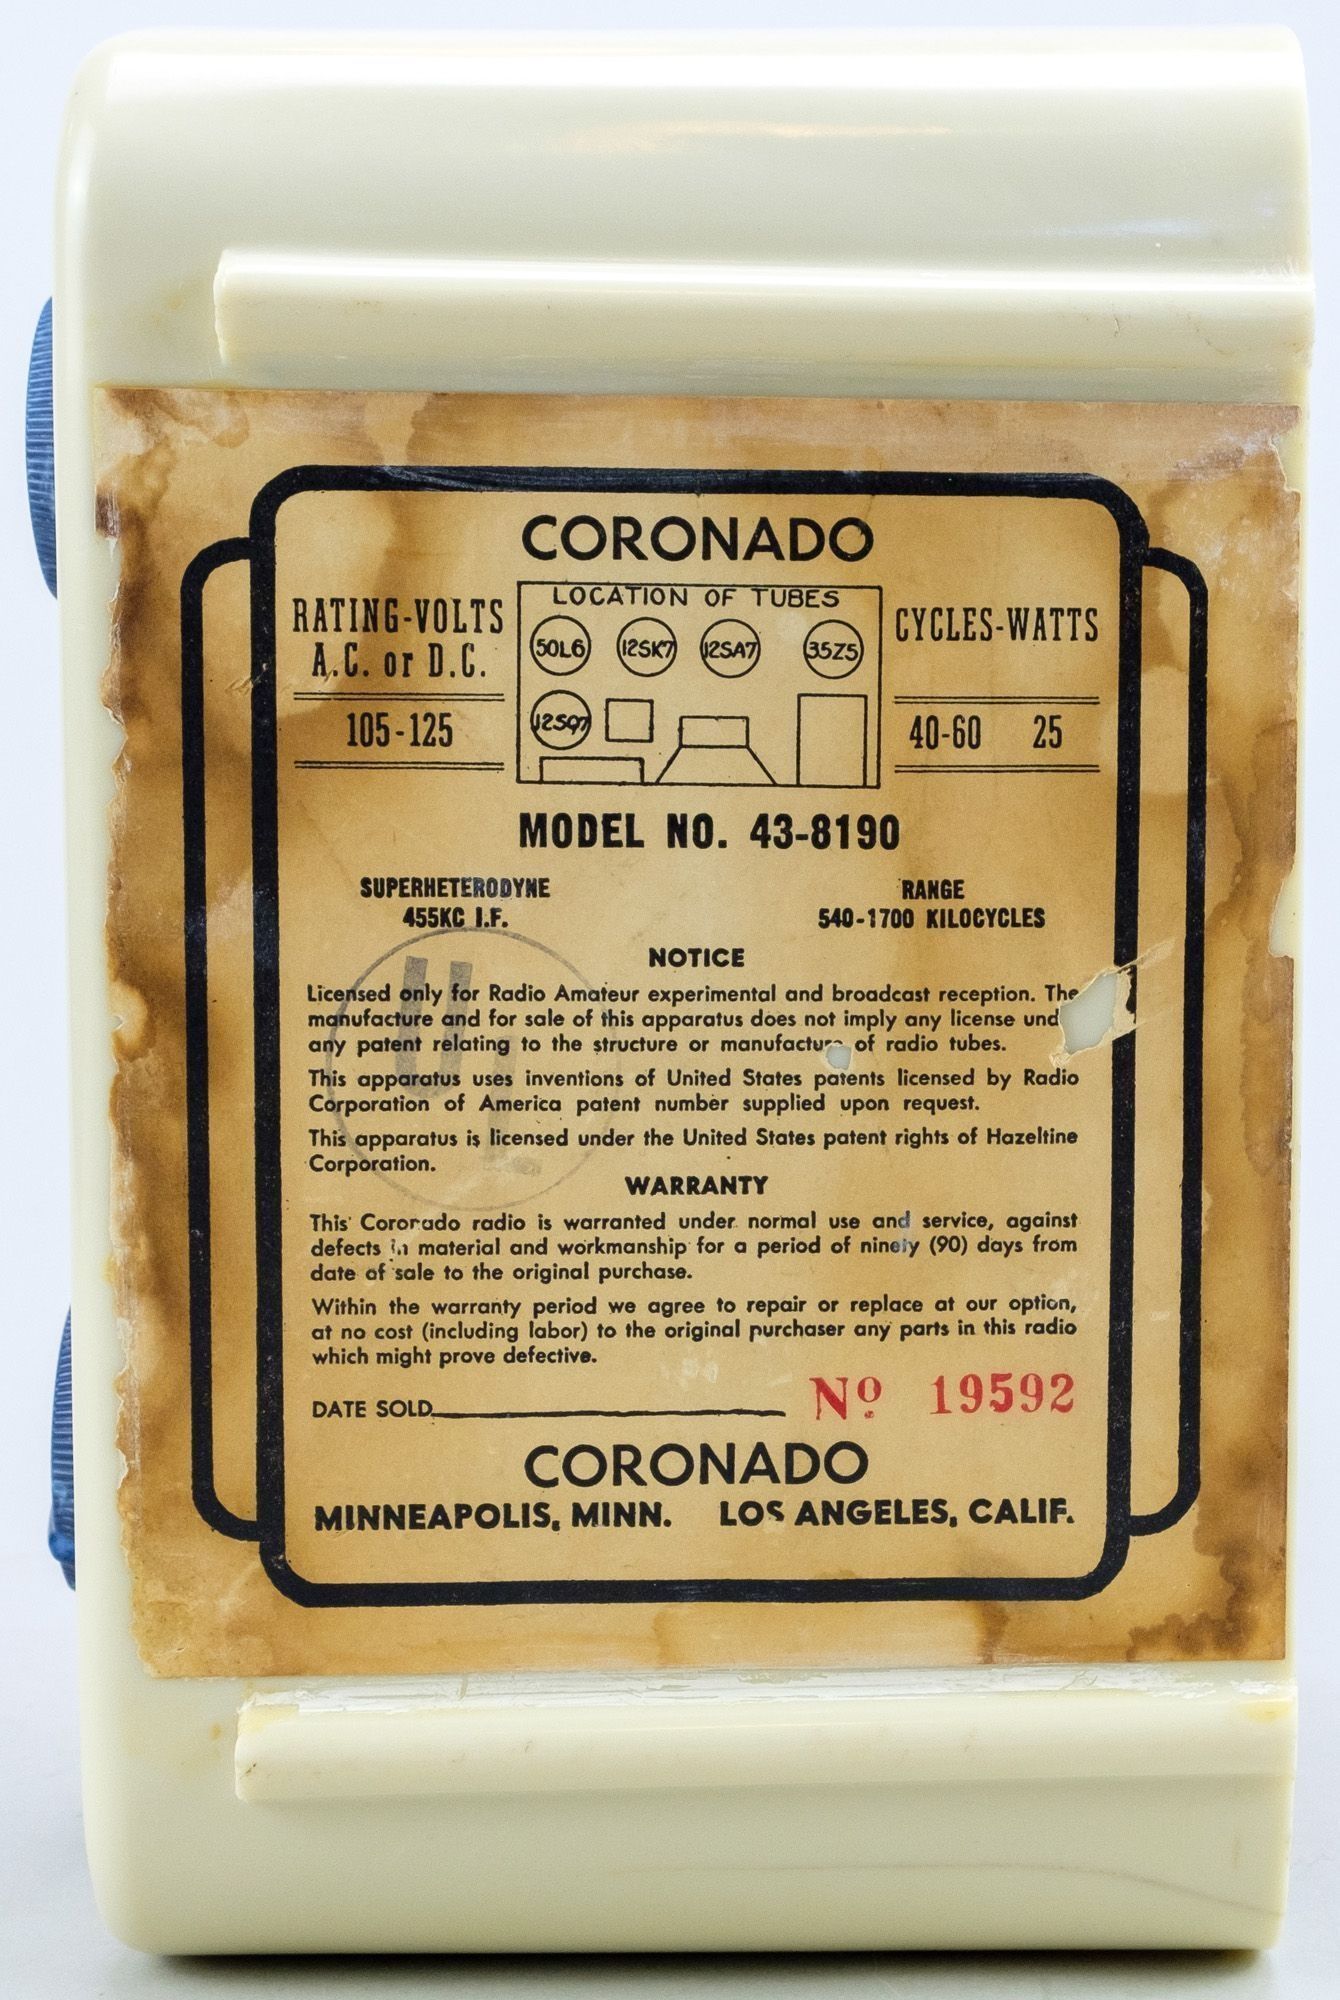 CORONADO
RATING-VOLTS
A.C. or D.C.
105-125
LOCATION OF TUBES
50L6 12SK7 12SA7 35Z5
12SQ7
CYCLES-WATTS
40-60 25
MODEL NO. 43-8190
SUPERHETERODYNE
455KC I.F.
RANGE
540-1700 KILOCYCLES
NOTICE
Licensed only for Radio Amateur experimental and broadcast reception. The
manufacture and for sale of this apparatus does not imply any license und
any patent relating to the structure or manufacture of radio tubes.
This apparatus uses inventions of United States patents licensed by Radio
Corporation of America patent number supplied upon request.
This apparatus is licensed under the United States patent rights of Hazeltine
Corporation.
WARRANTY
This Coronado radio is warranted under normal use and service, against
defects in material and workmanship for a period of ninety (90) days from
date of sale to the original purchase.
Within the warranty period we agree to repair or replace at our option,
at no cost (including labor) to the original purchaser any parts in this radio
which might prove defective.
DATE SOLD
Nº 19592
CORONADO
MINNEAPOLIS, MINN. LOS ANGELES, CALIF.